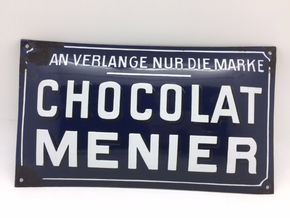 AN VERLANGE NUR DIE MARKE
CHOCOLAT
MENIER